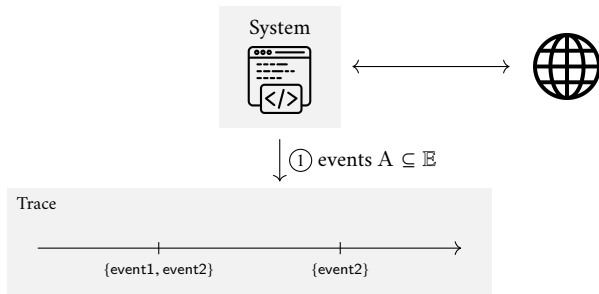 System
</>
① events A ⊆ 𝔼
Trace
{event1, event2}
{event2}